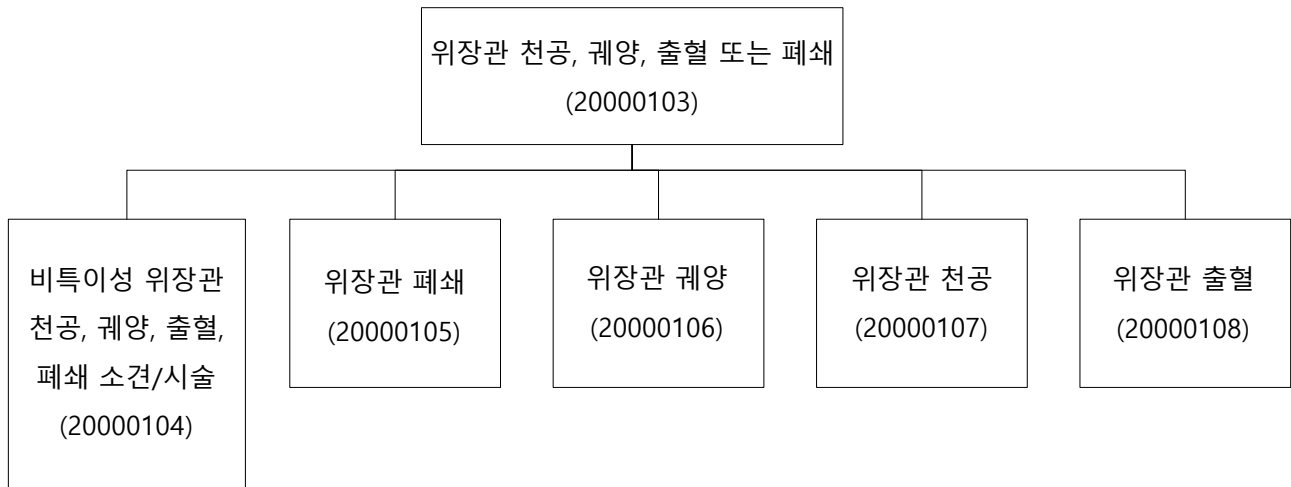 위장관 천공, 궤양, 출혈 또는 폐쇄
(20000103)
비특이성 위장관
천공, 궤양, 출혈,
폐쇄 소견/시술
(20000104)
위장관 폐쇄
(20000105)
위장관 궤양
(20000106)
위장관 천공
(20000107)
위장관 출혈
(20000108)